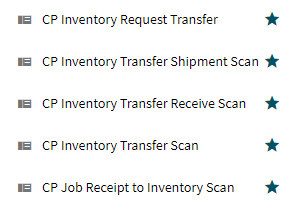 CP Inventory Request Transfer
CP Inventory Transfer Shipment Scan
CP Inventory Transfer Receive Scan
CP Inventory Transfer Scan
CP Job Receipt to Inventory Scan